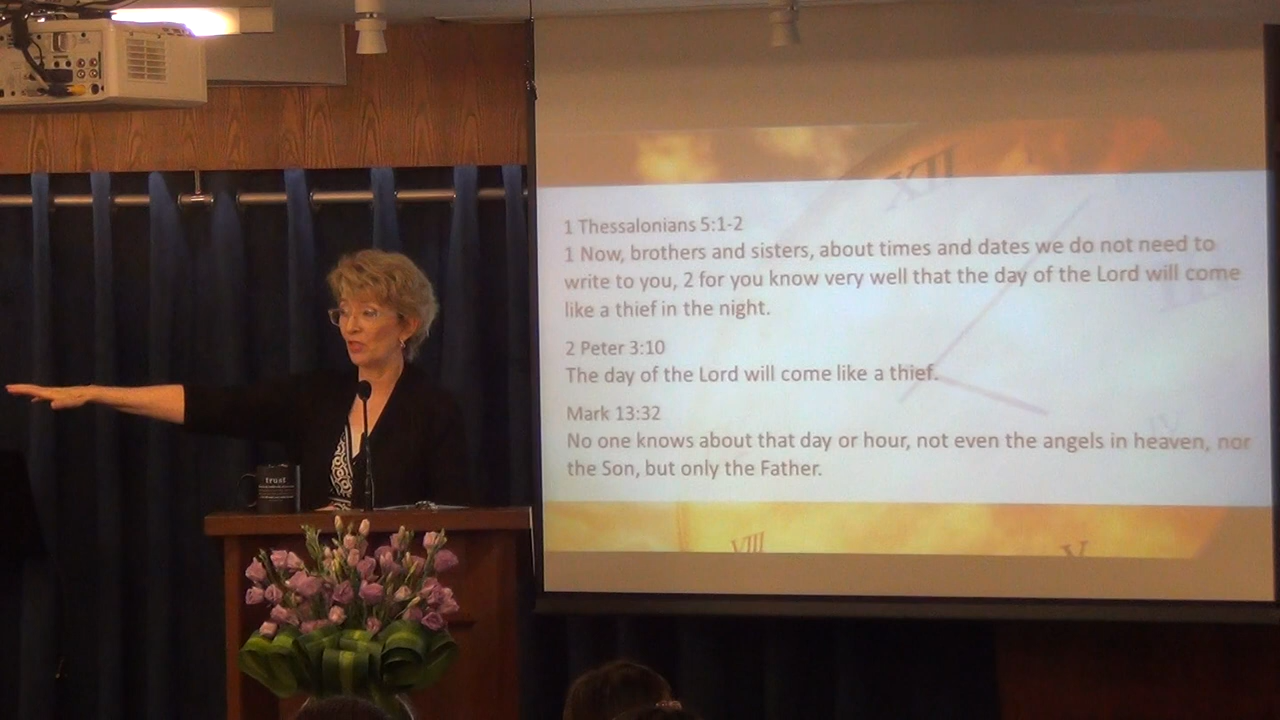 XII
1 Thessalonians 5:1-2
1 Now, brothers and sisters, about times and dates we do not need to
write to you, 2 for you know very well that the day of the Lord will come
like a thief in the night.
2 Peter 3:10
The day of the Lord will come like a thief.
Mark 13:32
No one knows about that day or hour, not even the angels in heaven, nor
the Son, but only the Father.
VIII
V
trust